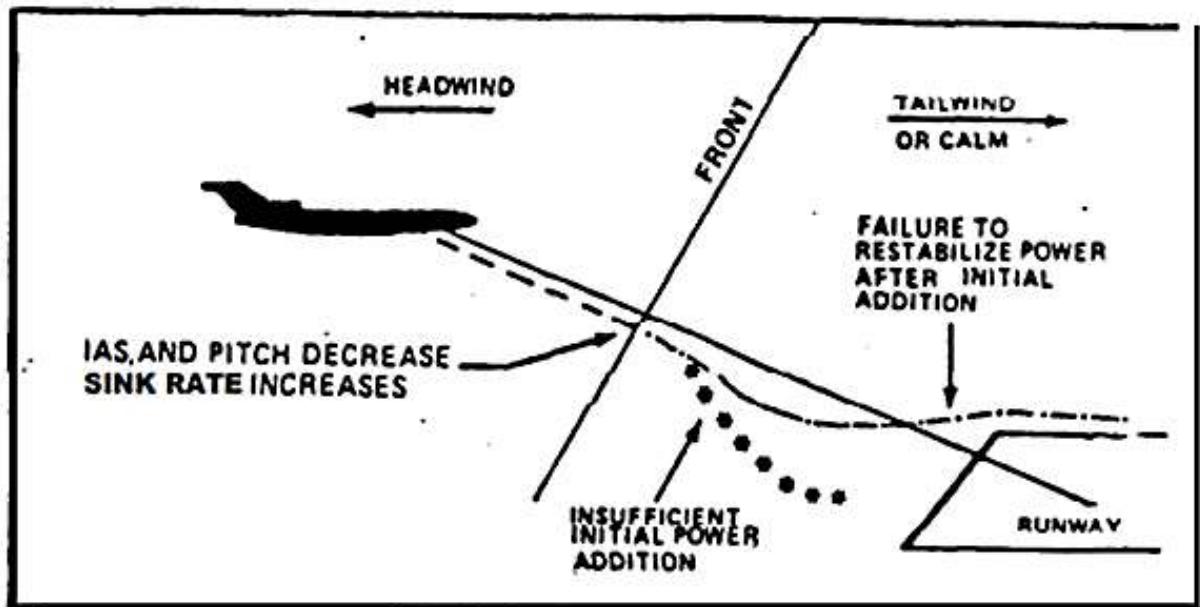 HEADWIND
TAILWIND
OR CALM
FRONT
FAILURE TO
RESTABILIZE POWER
AFTER INITIAL
ADDITION
IAS, AND PITCH DECREASE
SINK RATE INCREASES
INSUFFICIENT
INITIAL POWER
ADDITION
RUNWAY